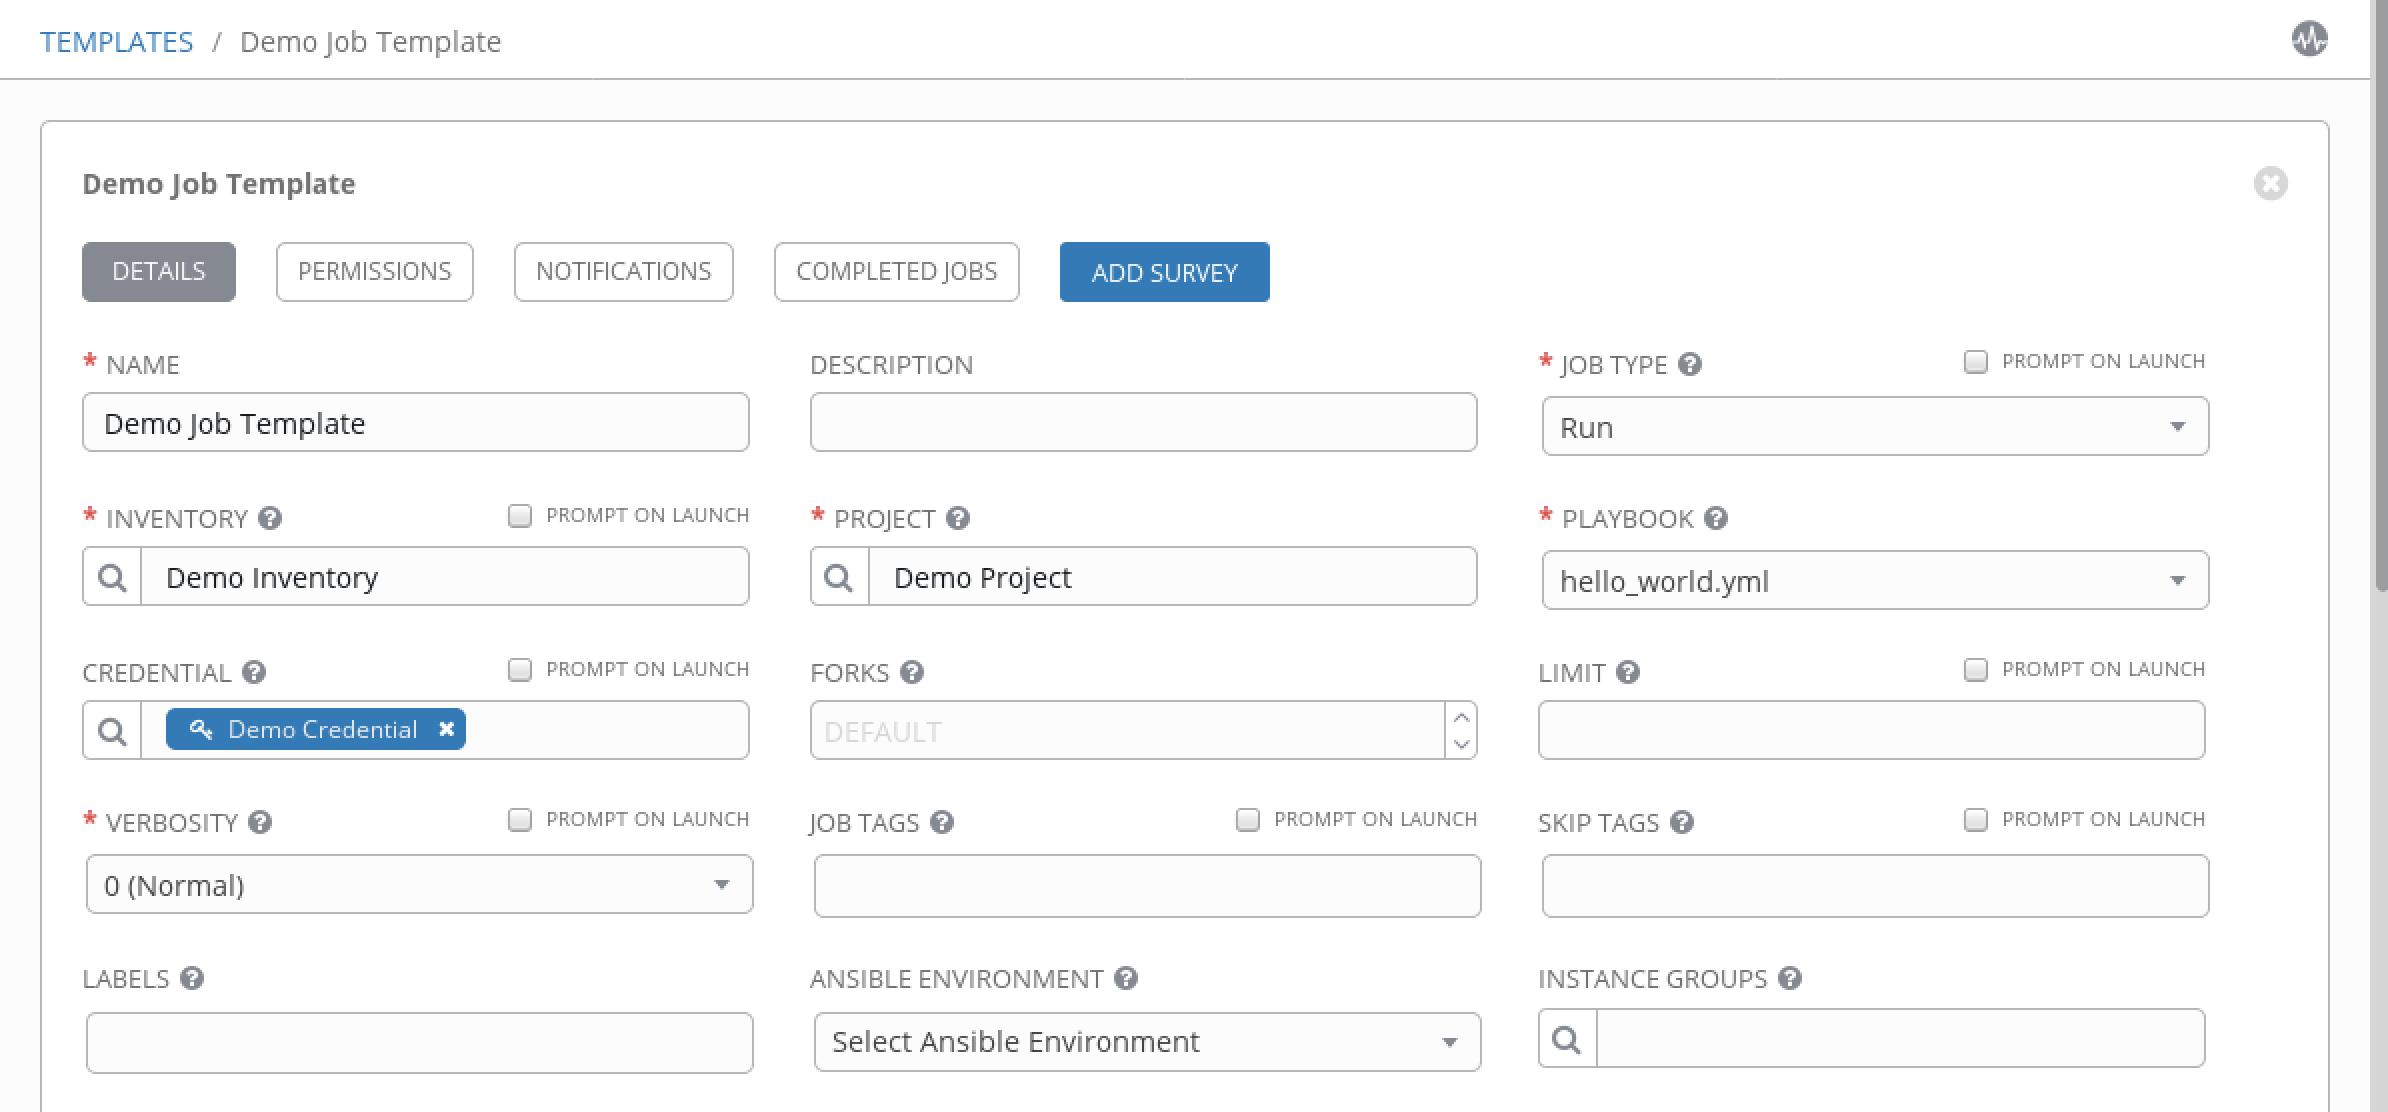 TEMPLATES / Demo Job Template
Demo Job Template
DETAILS PERMISSIONS NOTIFICATIONS COMPLETED JOBS ADD SURVEY
* NAME DESCRIPTION * JOB TYPE ? PROMPT ON LAUNCH
Demo Job Template Run
* INVENTORY ? PROMPT ON LAUNCH * PROJECT ? * PLAYBOOK ?
Demo Inventory Demo Project hello_world.yml
CREDENTIAL ? PROMPT ON LAUNCH FORKS ? LIMIT ? PROMPT ON LAUNCH
Demo Credential DEFAULT
* VERBOSITY ? PROMPT ON LAUNCH JOB TAGS ? PROMPT ON LAUNCH SKIP TAGS ? PROMPT ON LAUNCH
0 (Normal)
LABELS ? ANSIBLE ENVIRONMENT ? INSTANCE GROUPS ?
Select Ansible Environment